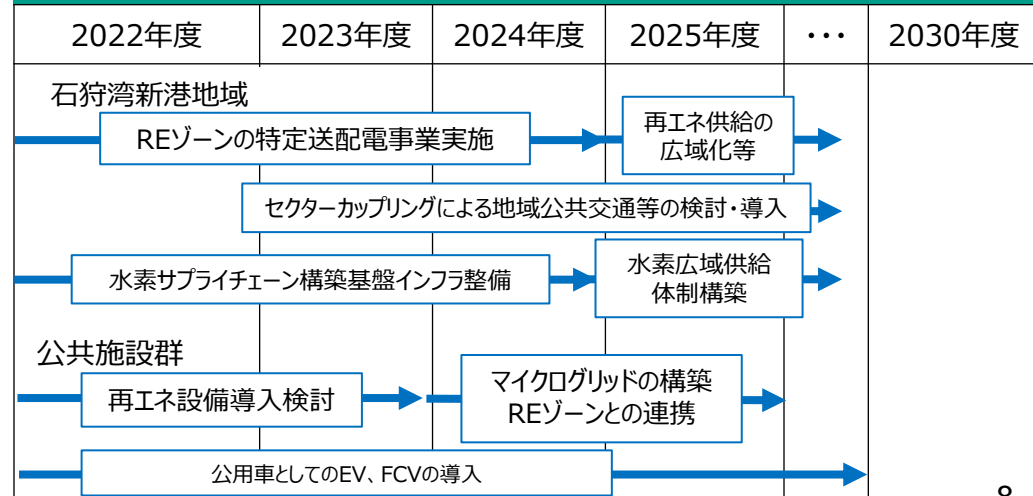 2022年度 2023年度 2024年度 2025年度 ・・・ 2030年度
石狩湾新港地域
REゾーンの特定送配電事業実施
再エネ供給の
広域化等
セクターカップリングによる地域公共交通等の検討・導入
水素サプライチェーン構築基盤インフラ整備
水素広域供給
体制構築
公共施設群
再エネ設備導入検討
マイクログリッドの構築
REゾーンとの連携
公用車としてのEV、FCVの導入